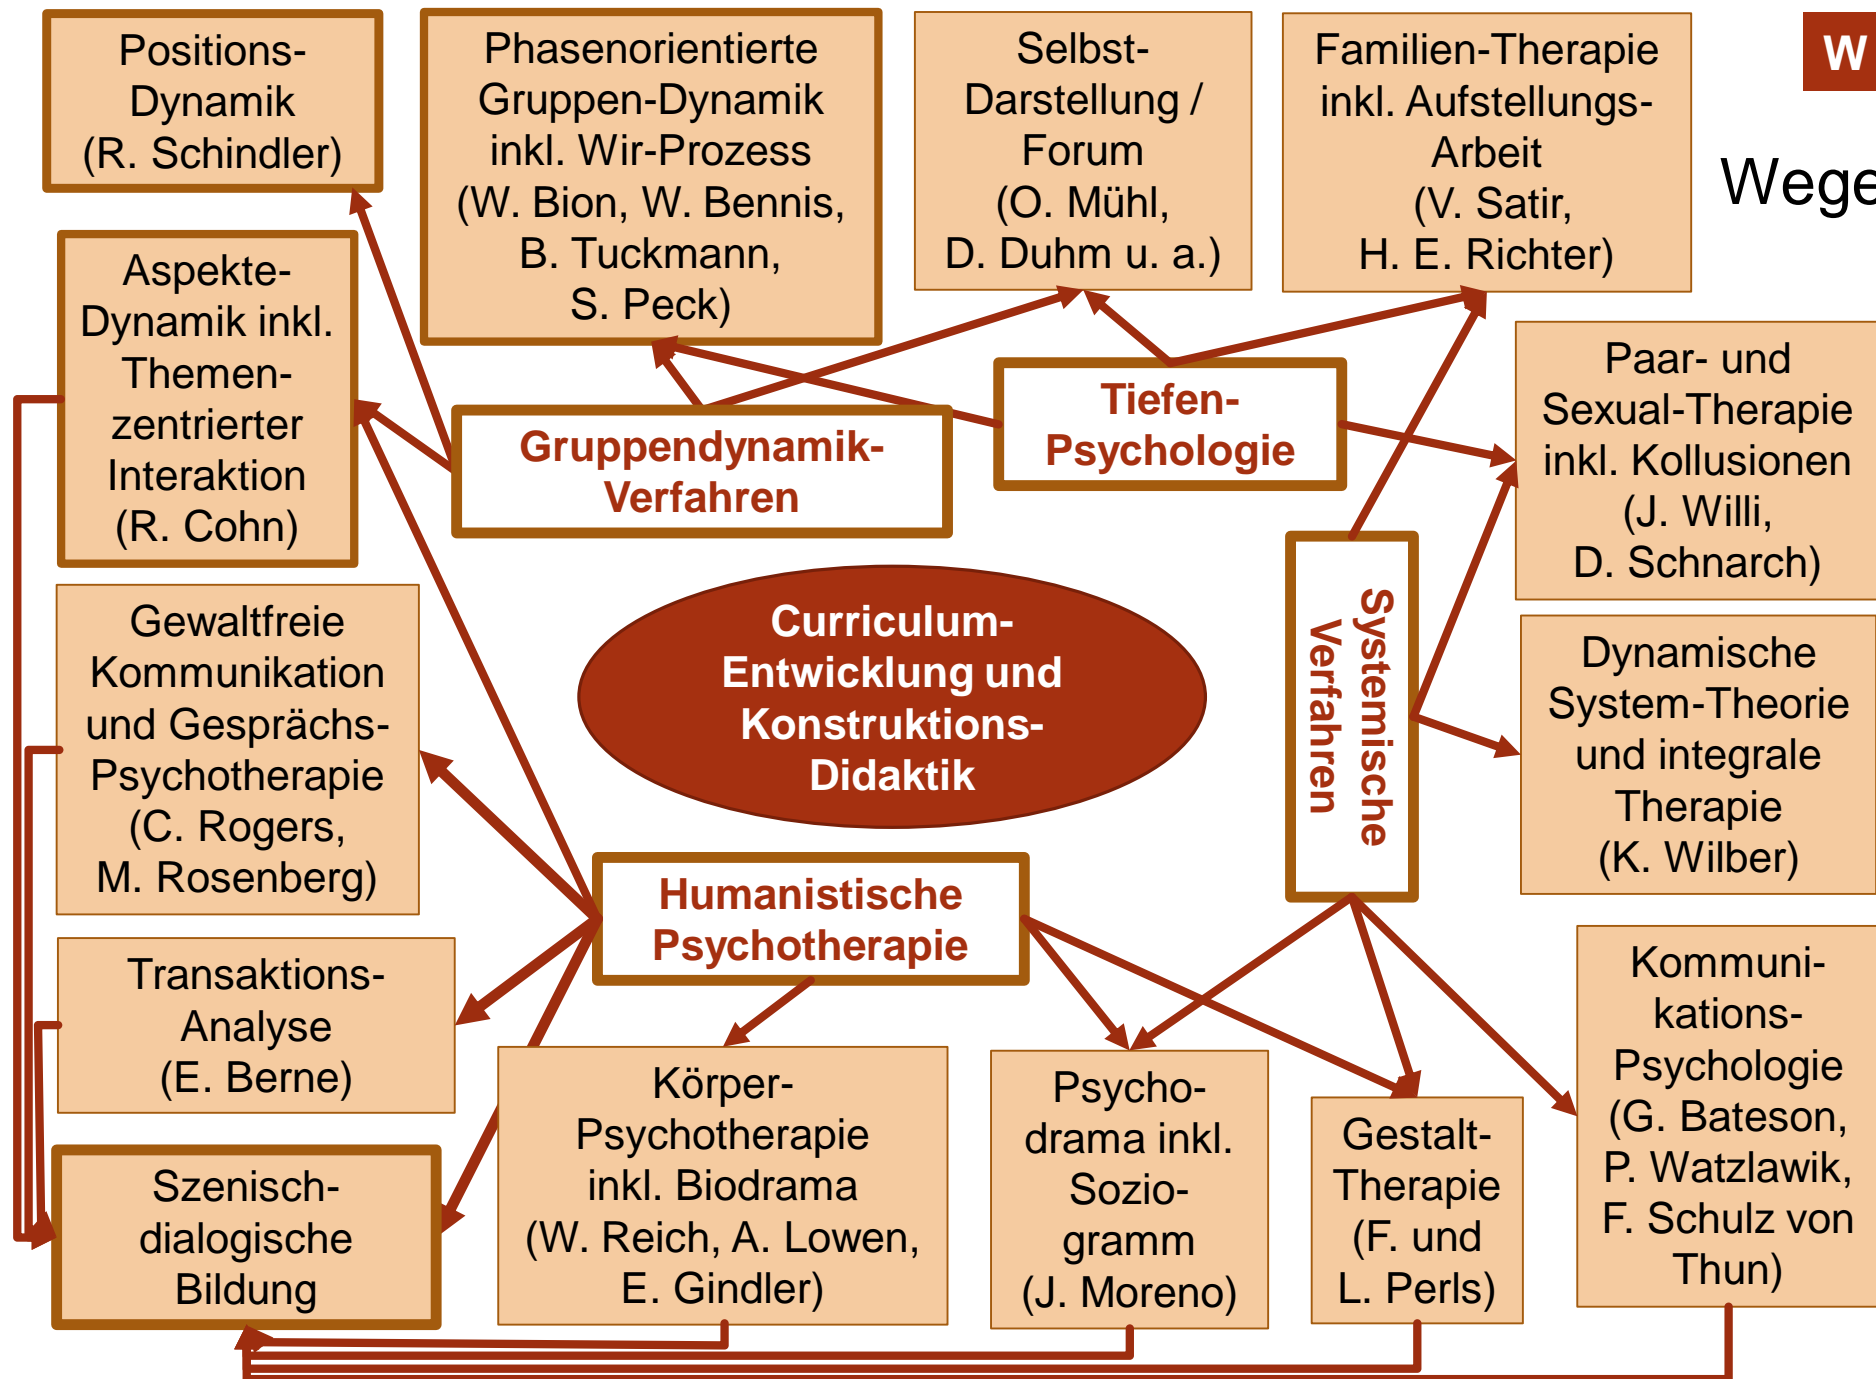 Positions-
Dynamik
(R. Schindler)
Phasenorientierte
Gruppen-Dynamik
inkl. Wir-Prozess
(W. Bion, W. Bennis,
B. Tuckmann,
S. Peck)
Selbst-
Darstellung /
Forum
(O. Mühl,
D. Duhm u. a.)
Familien-Therapie
inkl. Aufstellungs-
Arbeit
(V. Satir,
H. E. Richter)
W
Wege
Aspekte-
Dynamik inkl.
Themen-
zentrierter
Interaktion
(R. Cohn)
Gruppendynamik-
Verfahren
Tiefen-
Psychologie
Paar- und
Sexual-Therapie
inkl. Kollusionen
(J. Willi,
D. Schnarch)
Gewaltfreie
Kommunikation
und Gesprächs-
Psychotherapie
(C. Rogers,
M. Rosenberg)
Curriculum-
Entwicklung und
Konstruktions-
Didaktik
Systemische
Verfahren
Dynamische
System-Theorie
und integrale
Therapie
(K. Wilber)
Humanistische
Psychotherapie
Transaktions-
Analyse
(E. Berne)
Szenisch-
dialogische
Bildung
Körper-
Psychotherapie
inkl. Biodrama
(W. Reich, A. Lowen,
E. Gindler)
Psycho-
drama inkl.
Sozio-
gramm
(J. Moreno)
Gestalt-
Therapie
(F. und
L. Perls)
Kommuni-
kations-
Psychologie
(G. Bateson,
P. Watzlawik,
F. Schulz von
Thun)